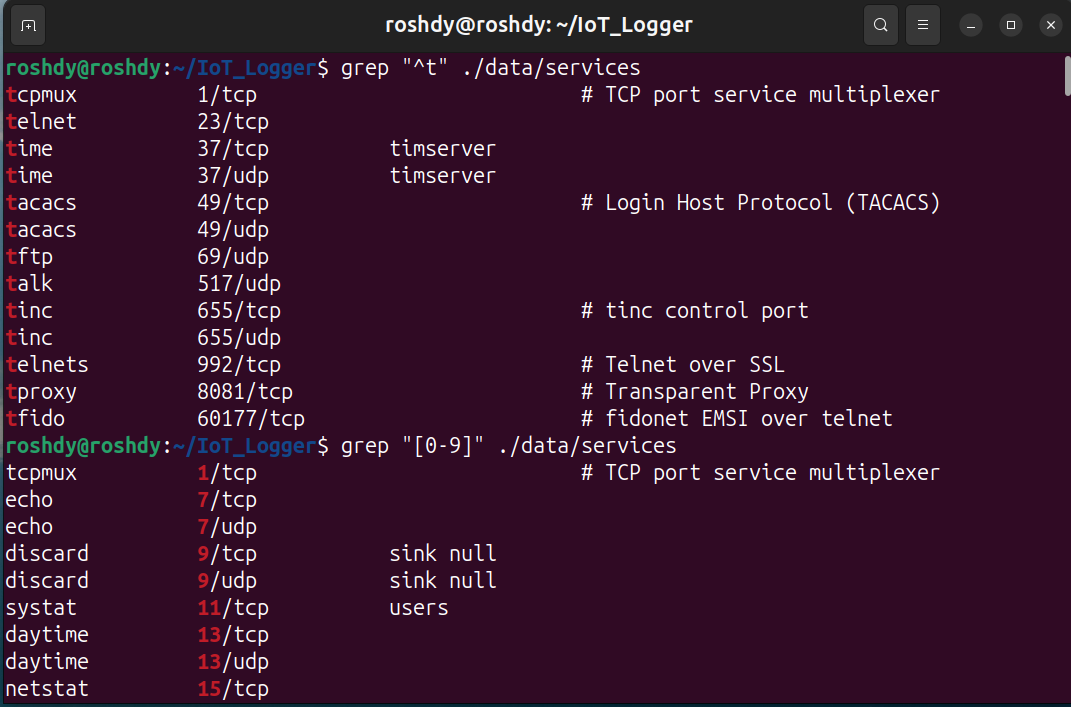 roshdy@roshdy: ~/IoT_Logger
roshdy@roshdy:~/IoT_Logger$ grep "^t" ./data/services
tcpmux          1/tcp                           # TCP port service multiplexer
telnet          23/tcp
time            37/tcp          timserver
time            37/udp          timserver
tacacs          49/tcp                          # Login Host Protocol (TACACS)
tacacs          49/udp
tftp            69/udp
talk            517/udp
tinc            655/tcp                         # tinc control port
tinc            655/udp
telnets         992/tcp                         # Telnet over SSL
tproxy          8081/tcp                        # Transparent Proxy
tfido           60177/tcp                       # fidonet EMSI over telnet
roshdy@roshdy:~/IoT_Logger$ grep "[0-9]" ./data/services
tcpmux          1/tcp                           # TCP port service multiplexer
echo            7/tcp
echo            7/udp
discard         9/tcp           sink null
discard         9/udp           sink null
systat          11/tcp          users
daytime         13/tcp
daytime         13/udp
netstat         15/tcp